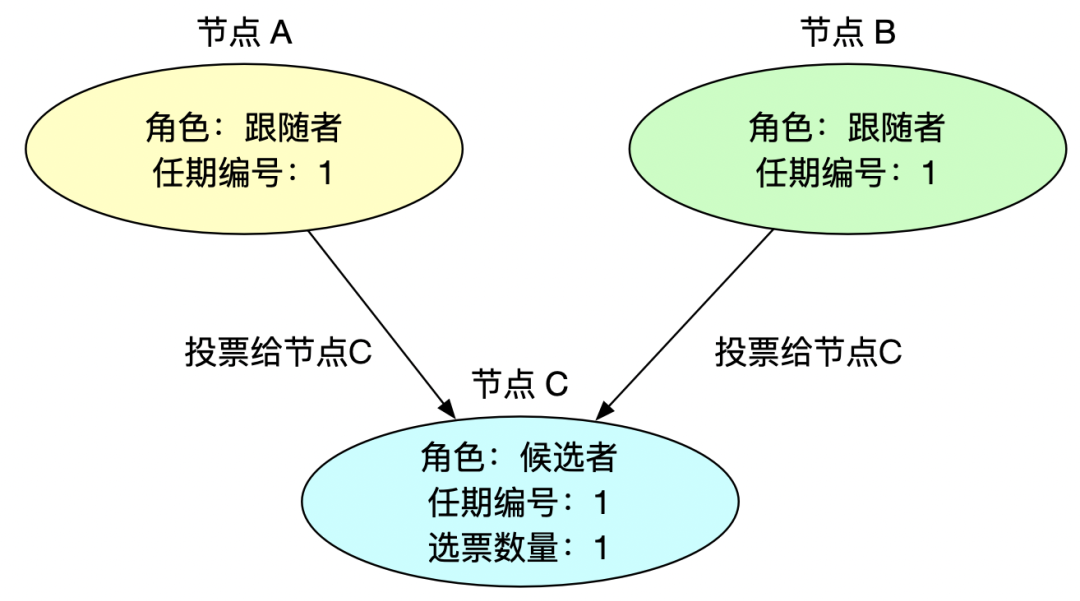 节点 A
节点 B
角色：跟随者
任期编号：1
角色：跟随者
任期编号：1
投票给节点C
投票给节点C
节点 C
角色：候选者
任期编号：1
选票数量：1